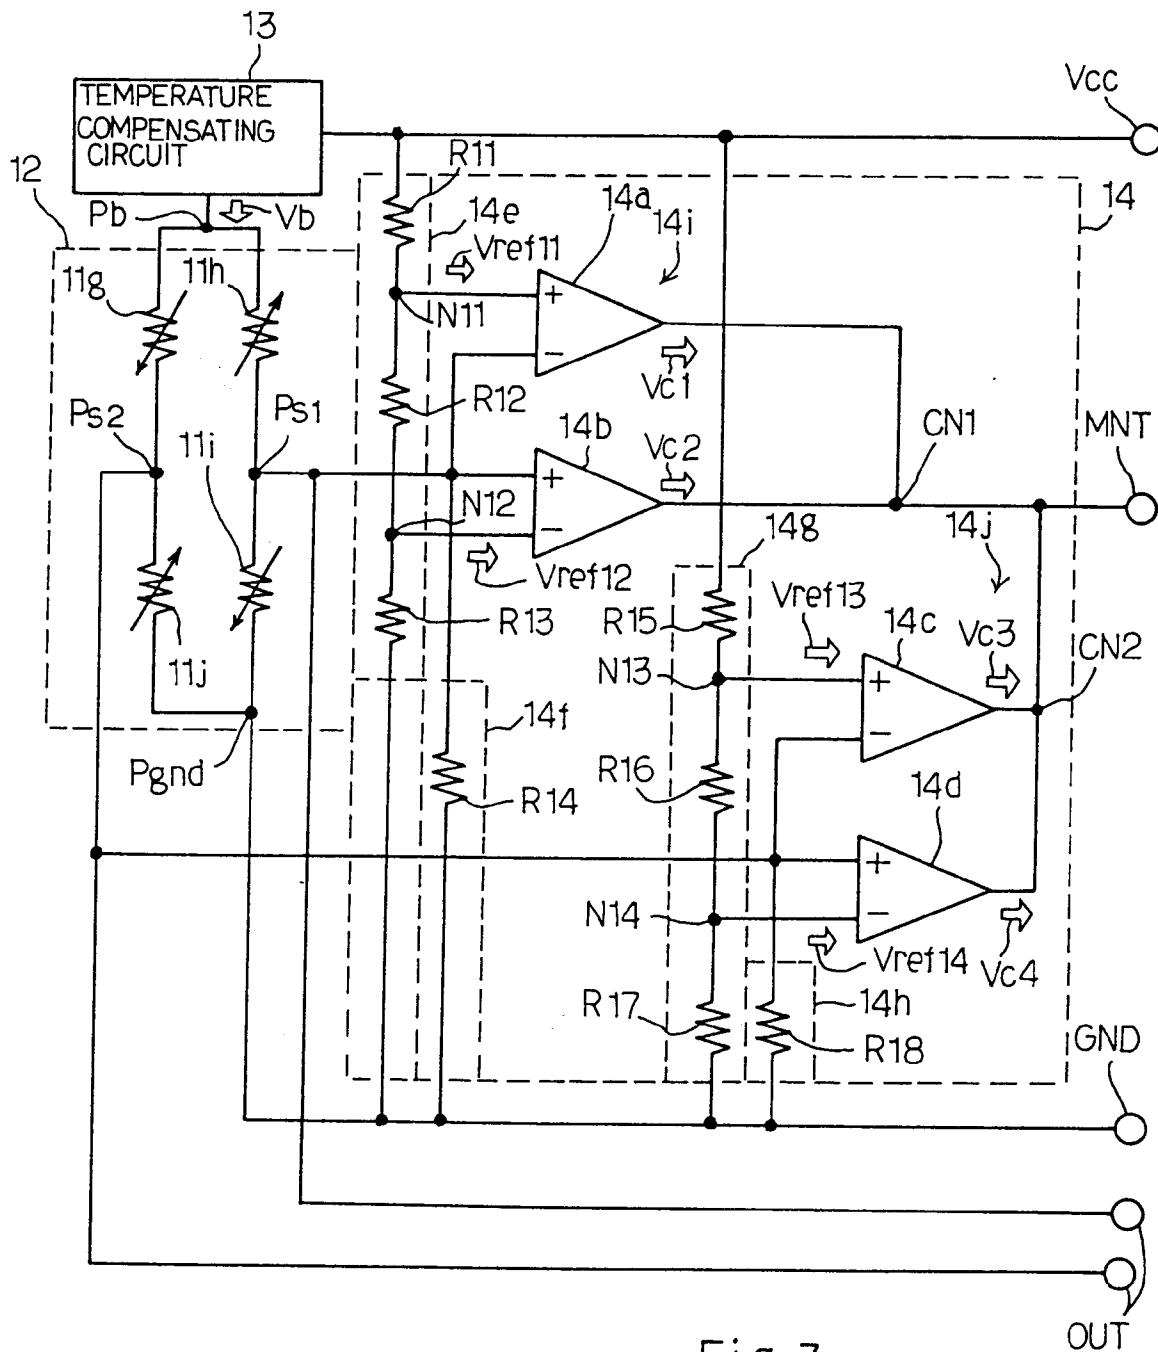 13
TEMPERATURE
COMPENSATING
CIRCUIT
Vcc
12
R11
14a
14i
14
Pb
Vb
14e
Vref11
11g
11h
N11
Vc1
R12
Ps2
Ps1
14b
Vc2
CN1
MNT
11i
N12
14g
14j
Vref12
Vref13
R13
R15
14c
Vc3
CN2
11j
N13
14f
Pgnd
R16
14d
R14
N14
Vref14
Vc4
R17
14h
R18
GND
OUT